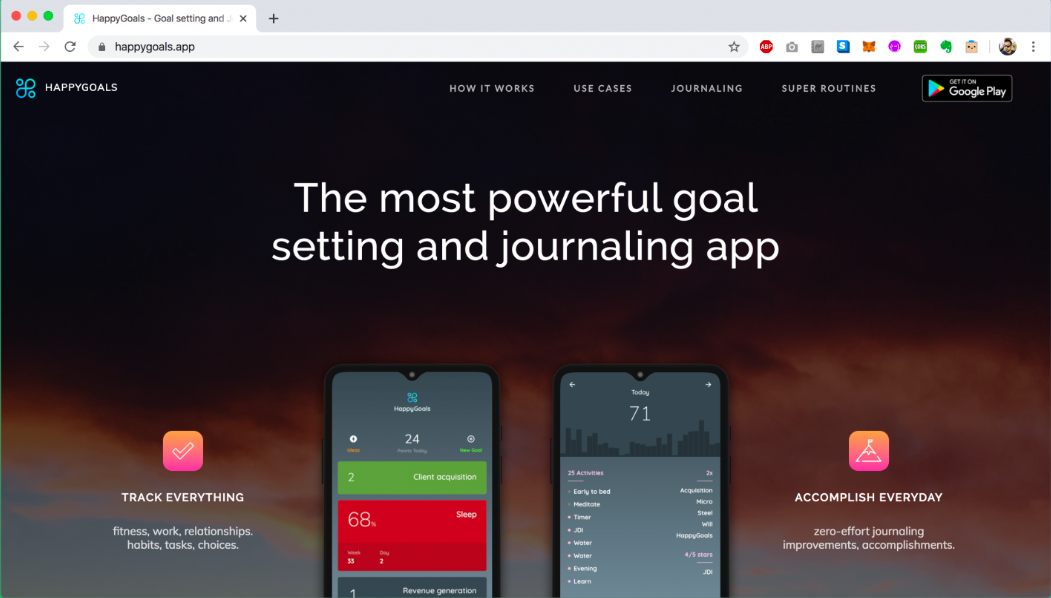 HappyGoals - Goal setting and J
happygoals.app
ABP
S
CORS
HAPPYGOALS
HOW IT WORKS
USE CASES
JOURNALING
SUPER ROUTINES
GET IT ON
Google Play
The most powerful goal
setting and journaling app
TRACK EVERYTHING
fitness, work, relationships.
habits, tasks, choices.
HappyGoals
24
Points Today
New Goal
2
Client acquisition
68%
Sleep
Week
Day
33
2
1
Revenue generation
Today
71
25 Activities
2x
Early to bed
Meditate
Timer
JDI
Water
Water
Evening
Learn
Acquisition
Micro
Steel
Will
HappyGoals
4/5 stars
JDI
ACCOMPLISH EVERYDAY
zero-effort journaling
improvements, accomplishments.